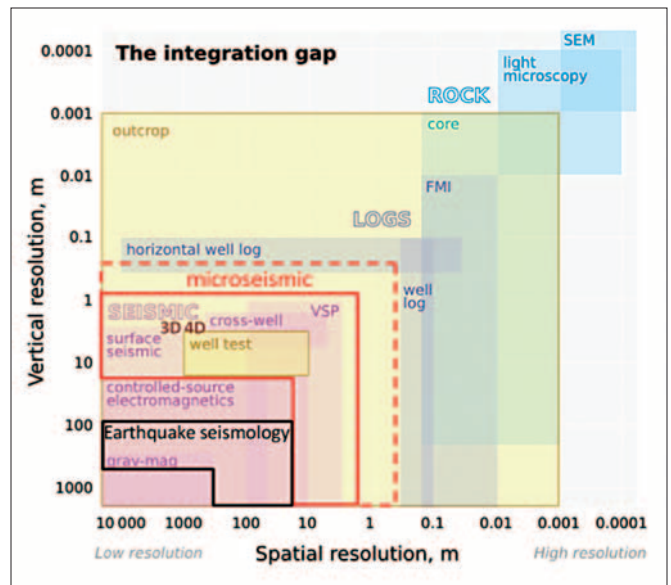 The integration gap
SEM
light
microscopy
ROCK
core
outcrop
FMI
LOGS
horizontal well log
microseismic
well
log
SEISMIC
VSP
3D 4D
cross-well
surface
seismic
well test
controlled-source
electromagnetics
Earthquake seismology
grav-mag
Vertical resolution, m
0.0001
0.001
0.01
0.1
1
10
100
1000
10 000
1000
100
10
1
0.1
0.01
0.001
0.0001
Low resolution
Spatial resolution, m
High resolution